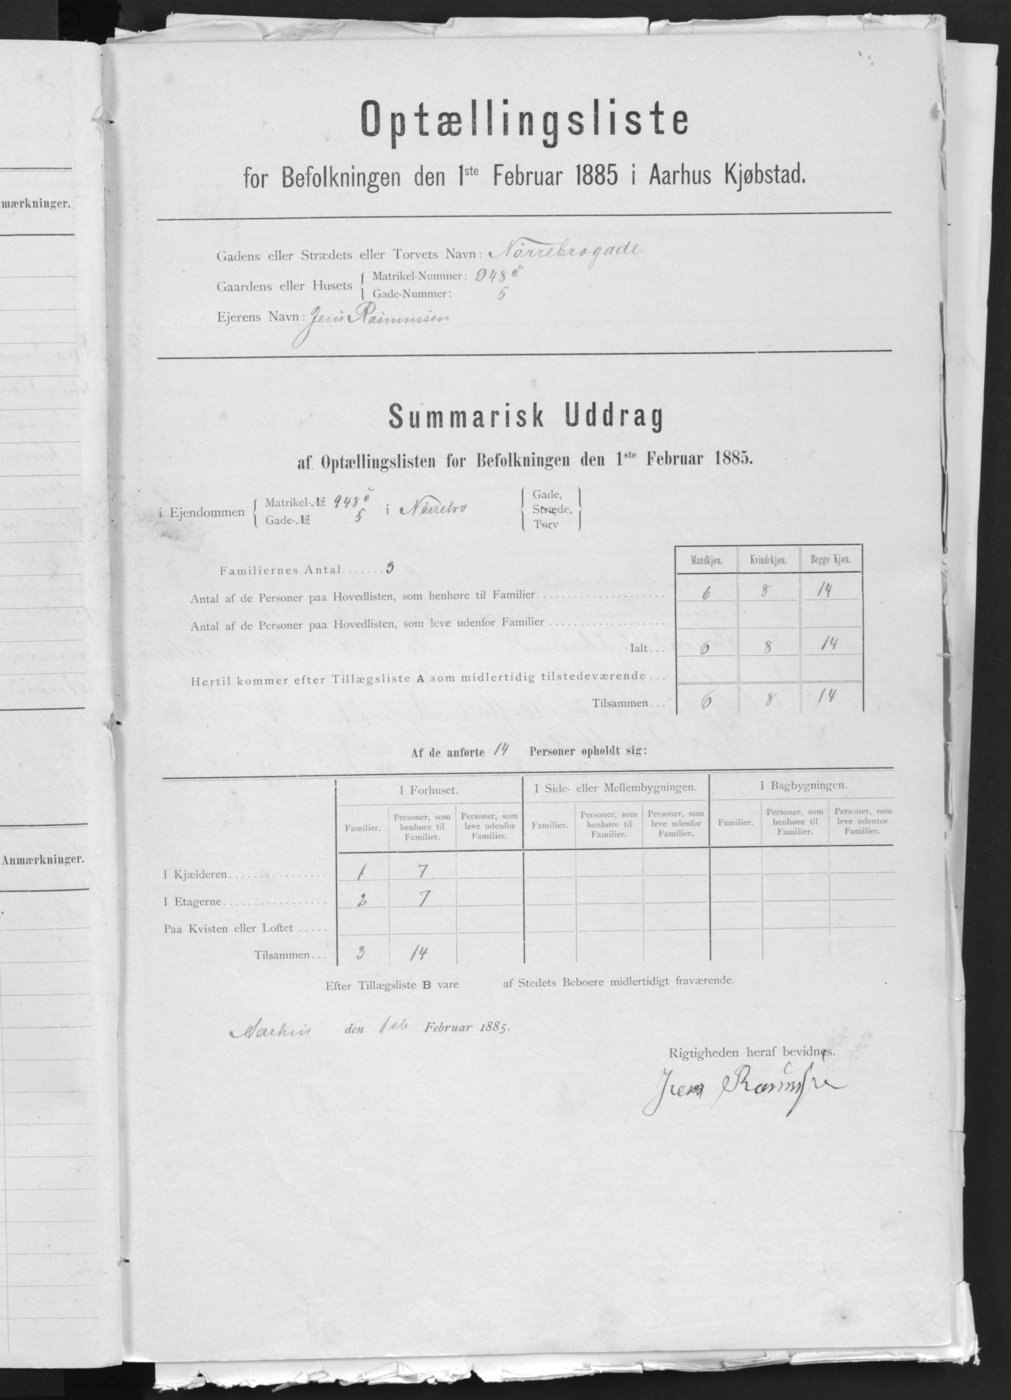 mærkninger.
Anmærkninger.
Optællingsliste
for Befolkningen den 1ste Februar 1885 i Aarhus Kjøbstad.
Gadens eller Strædets eller Torvets Navn: Nørrebrogade
Gaardens eller Husets { Matrikel-Nummer: 948 č
Gade-Nummer: 5
Ejerens Navn: Jens Rasmussen
Summarisk Uddrag
af Optællingslisten for Befolkningen den 1ste Februar 1885.
i Ejendommen { Matrikel-№ 948 č i Nørrebro { Gade, }
Gade-№ 5 Stræde,
Torv
Mandkjøn. Kvindekjøn. Begge Kjøn.
Familiernes Antal....... 3
Antal af de Personer paa Hovedlisten, som henhøre til Familier 6 8 14
Antal af de Personer paa Hovedlisten, som leve udenfor Familier
Ialt... 6 8 14
Hertil kommer efter Tillægsliste A som midlertidig tilstedeværende...
Tilsammen... 6 8 14
Af de anførte 14 Personer opholdt sig:
I Forhuset. I Side- eller Mellembygningen. I Bagbygningen.
Familier. Personer, som henhøre til Familier. Personer, som leve udenfor Familier. Familier. Personer, som henhøre til Familier. Personer, som leve udenfor Familier. Familier. Personer, som henhøre til Familier. Personer, som leve udenfor Familier.
I Kjælderen 1 7
I Etagerne 2 7
Paa Kvisten eller Loftet
Tilsammen... 3 14
Efter Tillægsliste B vare af Stedets Beboere midlertidigt fraværende.
Aarhus den Februar 1885.
Rigtigheden heraf bevidnes.
Jens Rasmussen